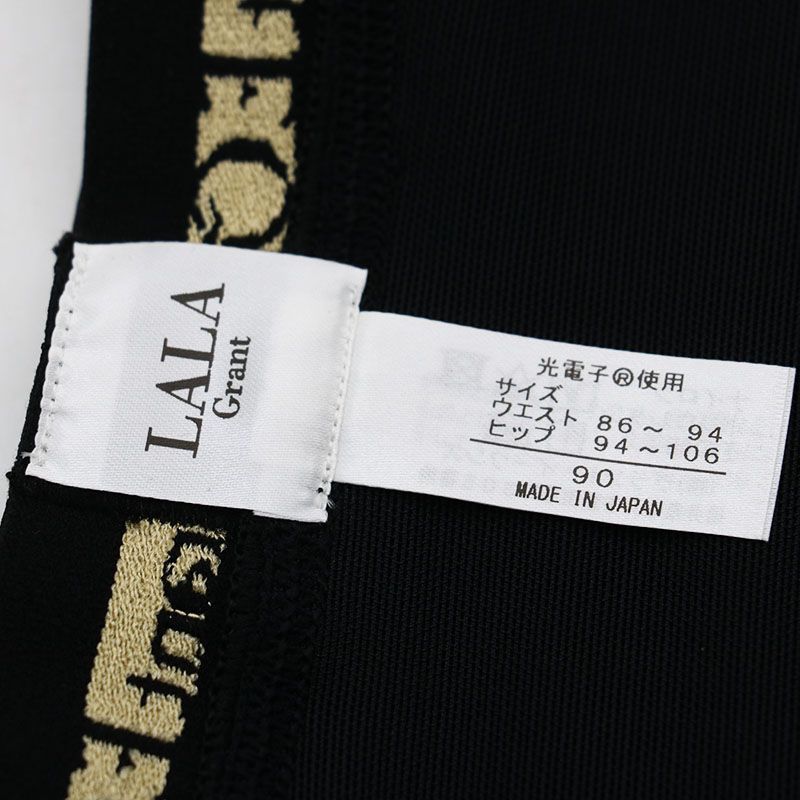 LALA
Grant
光電子®使用
サイズ
ウエスト 86～ 94
ヒップ 94～106
90
MADE IN JAPAN